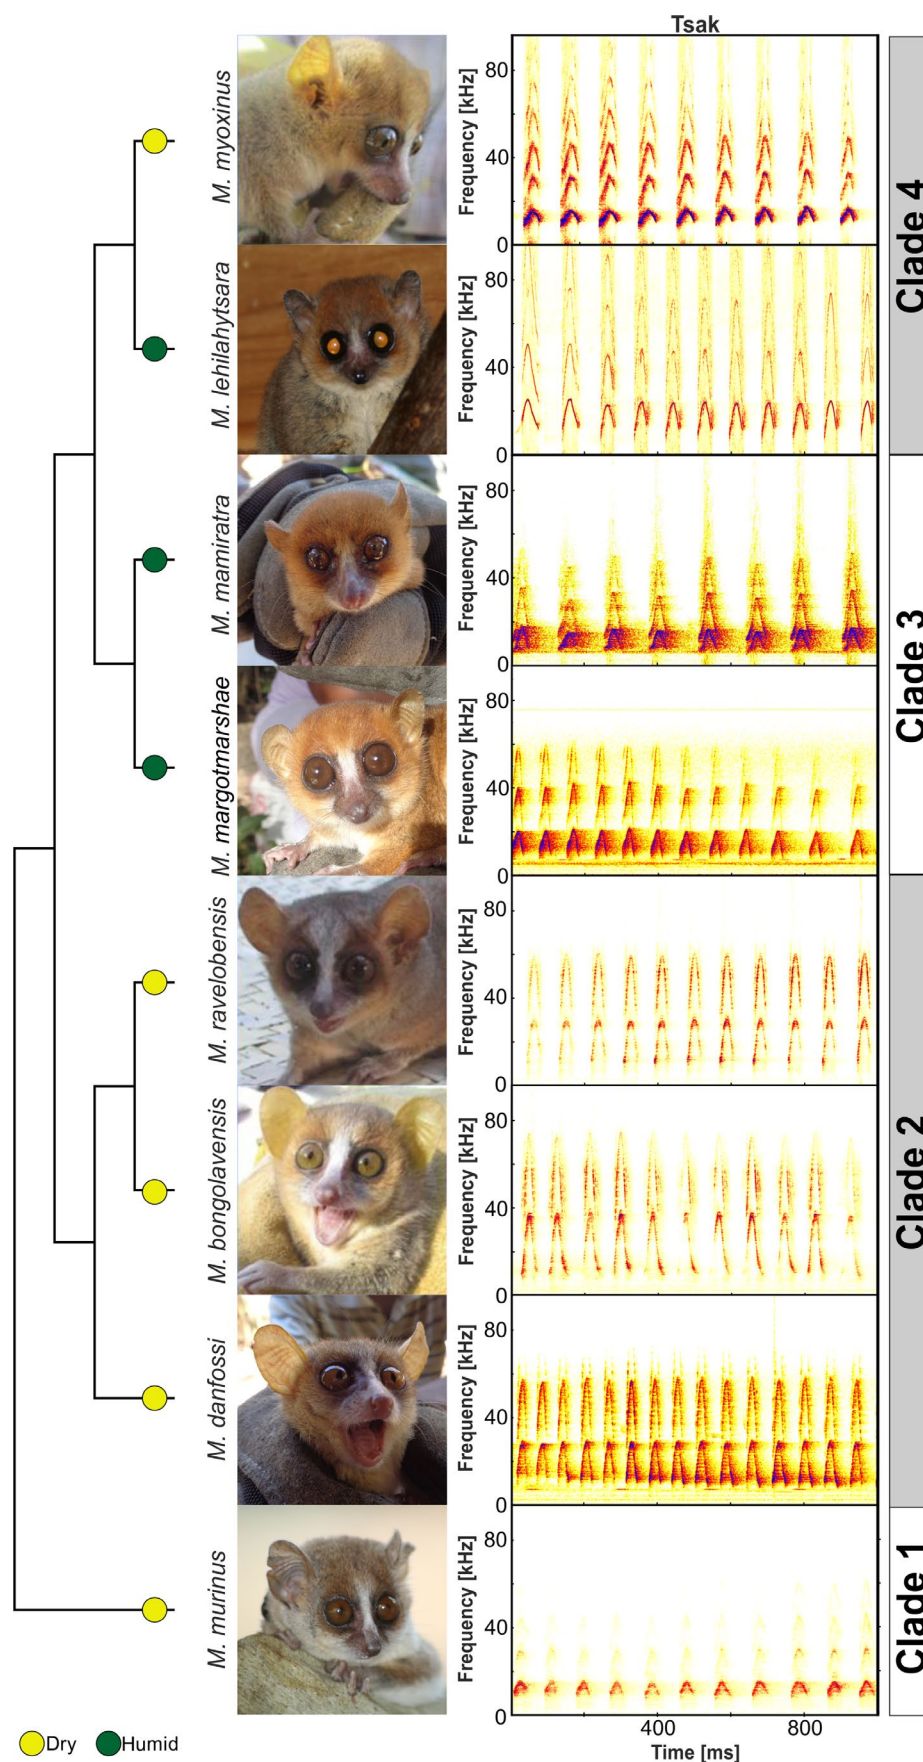 Tsak
M. myoxinus
Frequency [kHz]
80
40
0
Clade 4
M. lehilahytsara
Frequency [kHz]
80
40
0
M. mamiratra
Frequency [kHz]
80
40
0
Clade 3
M. margotmarshae
Frequency [kHz]
80
40
0
M. ravelobensis
Frequency [kHz]
80
40
0
Clade 2
M. bongolavensis
Frequency [kHz]
80
40
0
M. danfossi
Frequency [kHz]
80
40
0
M. murinus
Frequency [kHz]
80
40
0
Clade 1
400 800
Time [ms]
Dry Humid